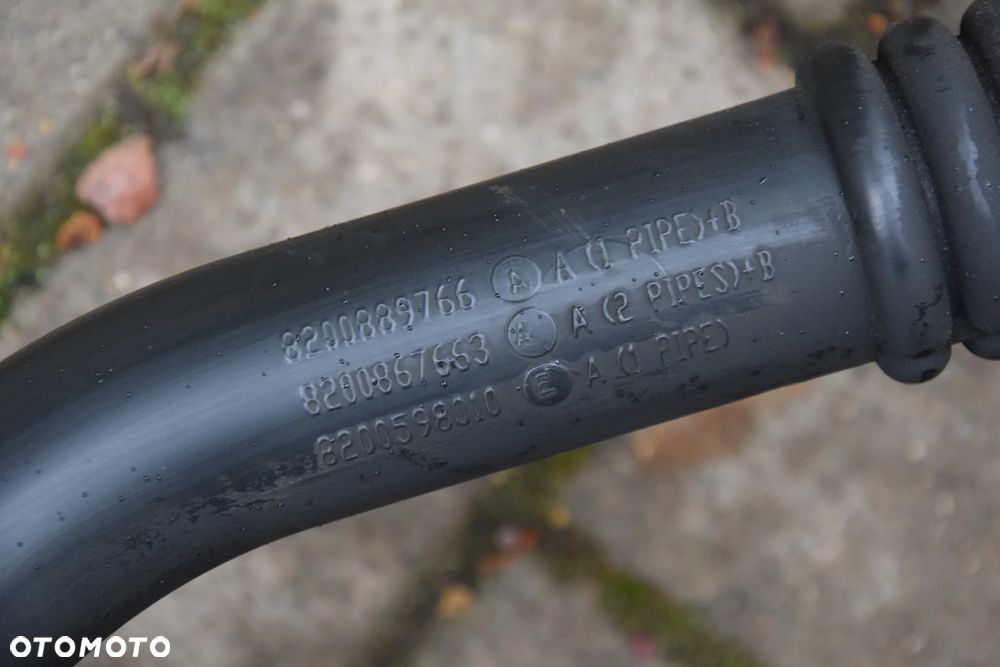 8200889766 A A (1 PIPE)+B
8200867663 A A (2 PIPES)+B
8200598010 E A (1 PIPE)
OTOMOTO